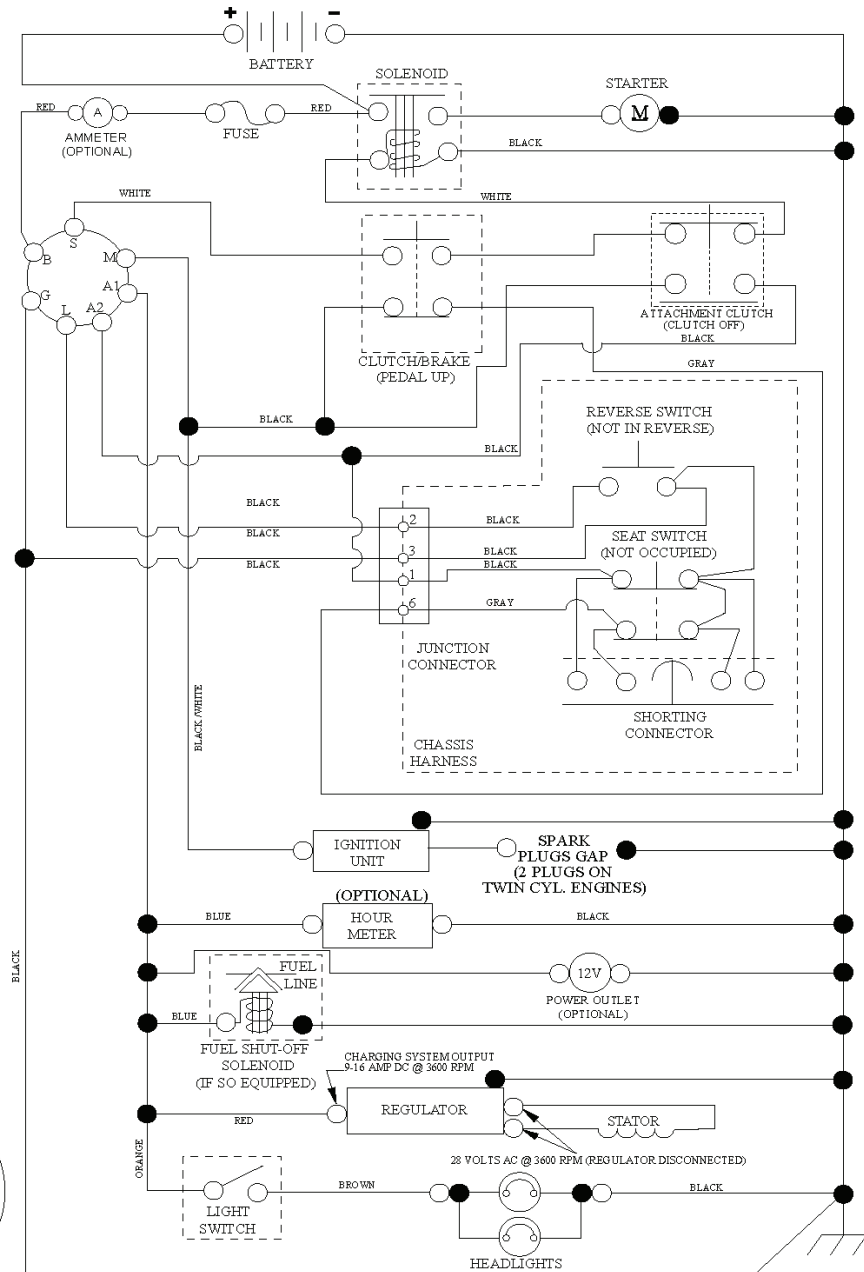 +
-
BATTERY
SOLENOID
STARTER
RED
A
RED
M
FUSE
AMMETER
(OPTIONAL)
BLACK
WHITE
WHITE
S
B
M
G
A1
L
A2
ATTACHMENT CLUTCH
(CLUTCH OFF)
BLACK
CLUTCH/BRAKE
(PEDAL UP)
GRAY
BLACK
REVERSE SWITCH
(NOT IN REVERSE)
BLACK
BLACK
2
BLACK
BLACK
SEAT SWITCH
(NOT OCCUPIED)
3
BLACK
BLACK
BLACK
1
6
GRAY
JUNCTION
CONNECTOR
SHORTING
CONNECTOR
BLACK/WHITE
CHASSIS
HARNESS
IGNITION
UNIT
SPARK
PLUGS GAP
(2 PLUGS ON
TWIN CYL. ENGINES)
(OPTIONAL)
BLUE
HOUR
METER
BLACK
BLACK
FUEL
LINE
12V
POWER OUTLET
(OPTIONAL)
BLUE
FUEL SHUT-OFF
SOLENOID
(IF SO EQUIPPED)
CHARGING SYSTEM OUTPUT
9-16 AMP DC @ 3600 RPM
REGULATOR
RED
STATOR
28 VOLTS AC @ 3600 RPM (REGULATOR DISCONNECTED)
ORANGE
BROWN
BLACK
LIGHT
SWITCH
HEADLIGHTS